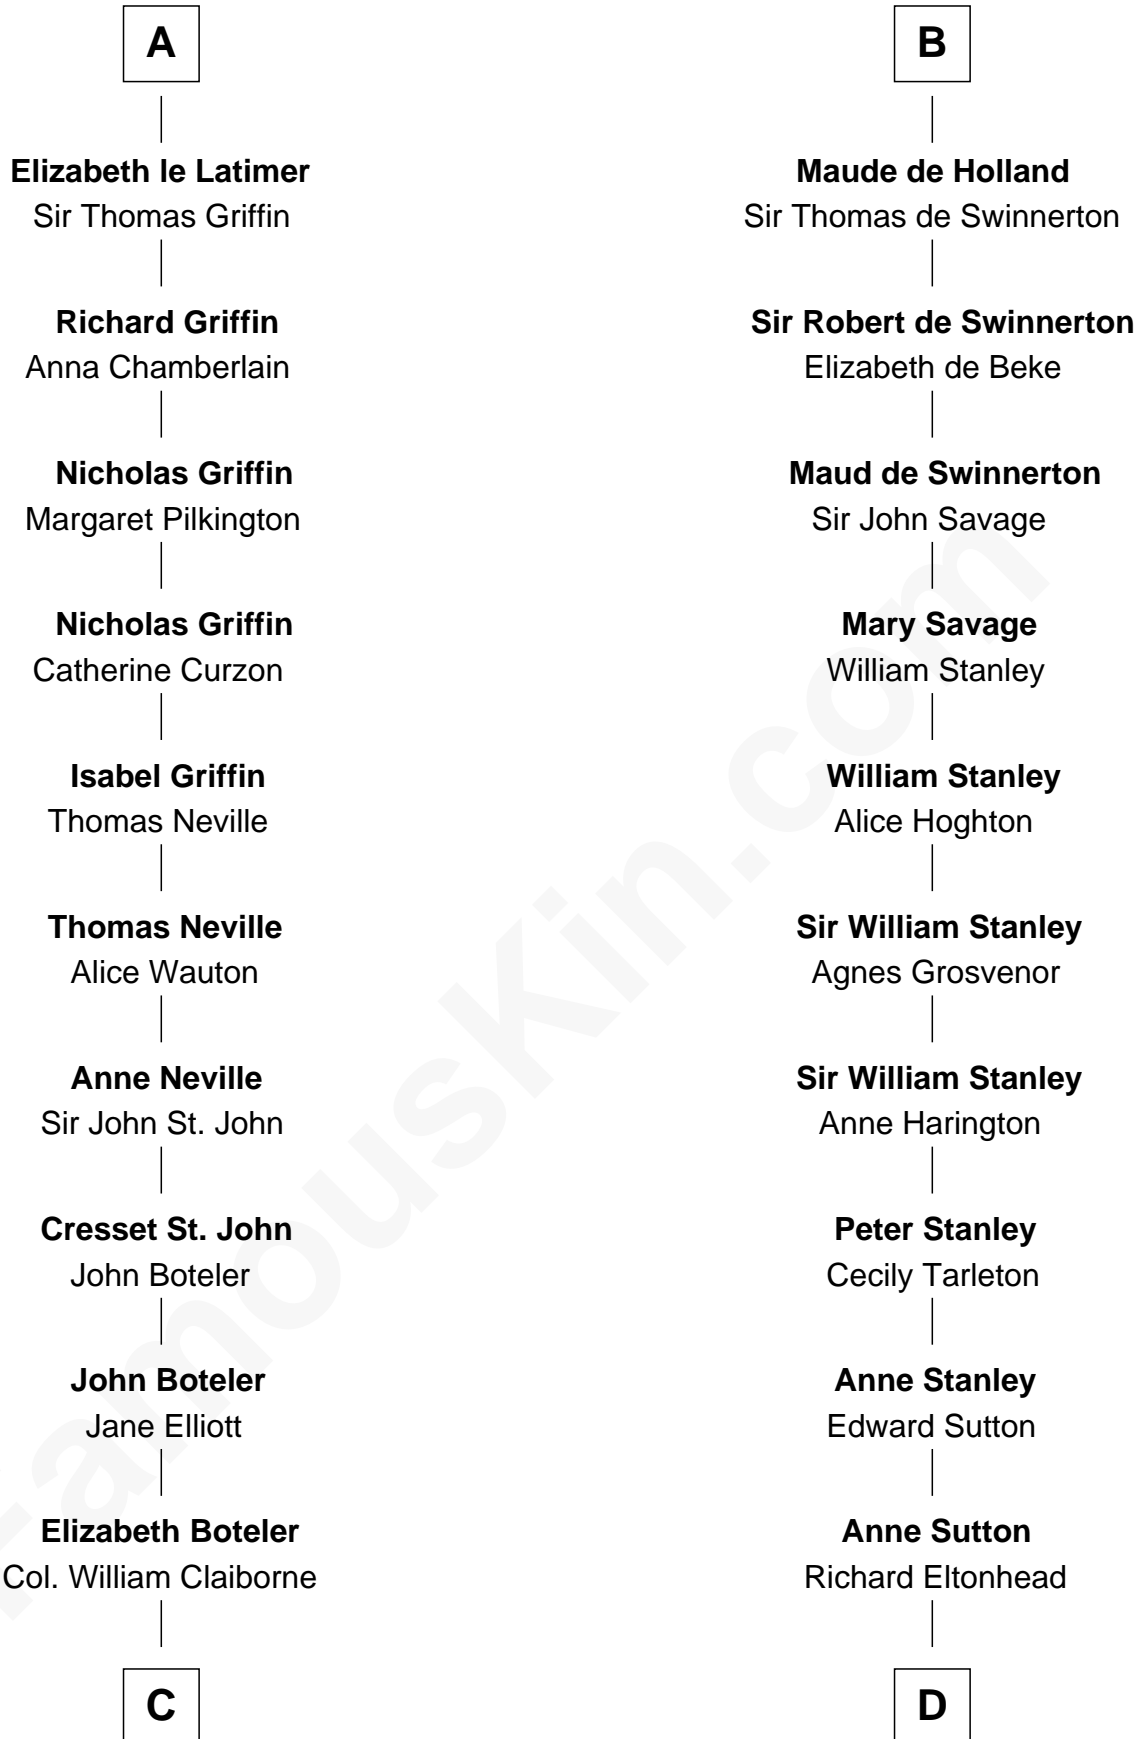 A
Elizabeth le Latimer
Sir Thomas Griffin
Richard Griffin
Anna Chamberlain
Nicholas Griffin
Margaret Pilkington
Nicholas Griffin
Catherine Curzon
Isabel Griffin
Thomas Neville
Thomas Neville
Alice Wauton
Anne Neville
Sir John St. John
Cresset St. John
John Boteler
John Boteler
Jane Elliott
Elizabeth Boteler
Col. William Claiborne
C
B
Maude de Holland
Sir Thomas de Swinnerton
Sir Robert de Swinnerton
Elizabeth de Beke
Maud de Swinnerton
Sir John Savage
Mary Savage
William Stanley
William Stanley
Alice Hoghton
Sir William Stanley
Agnes Grosvenor
Sir William Stanley
Anne Harington
Peter Stanley
Cecily Tarleton
Anne Stanley
Edward Sutton
Anne Sutton
Richard Eltonhead
D
FamousKin.com